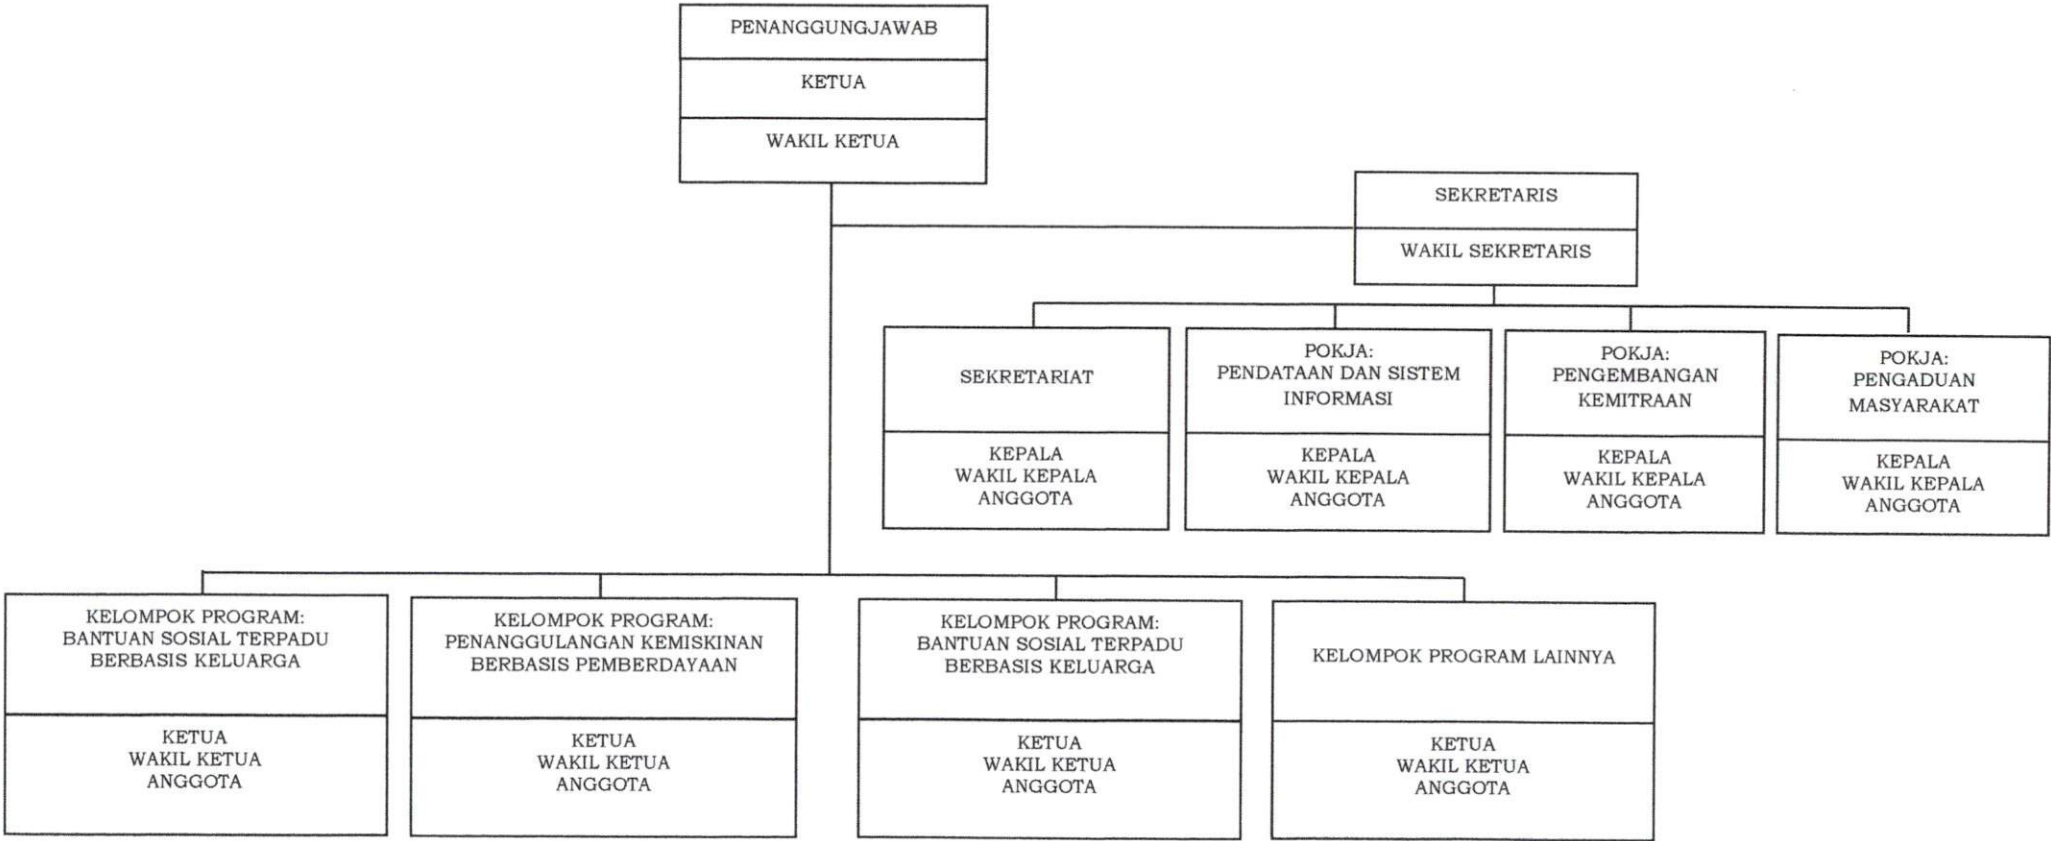 PENANGGUNGJAWAB
KETUA
WAKIL KETUA
SEKRETARIS
WAKIL SEKRETARIS
SEKRETARIAT
KEPALA
WAKIL KEPALA
ANGGOTA
POKJA:
PENDATAAN DAN SISTEM
INFORMASI
KEPALA
WAKIL KEPALA
ANGGOTA
POKJA:
PENGEMBANGAN
KEMITRAAN
KEPALA
WAKIL KEPALA
ANGGOTA
POKJA:
PENGADUAN
MASYARAKAT
KEPALA
WAKIL KEPALA
ANGGOTA
KELOMPOK PROGRAM:
BANTUAN SOSIAL TERPADU
BERBASIS KELUARGA
KETUA
WAKIL KETUA
ANGGOTA
KELOMPOK PROGRAM:
PENANGGULANGAN KEMISKINAN
BERBASIS PEMBERDAYAAN
KETUA
WAKIL KETUA
ANGGOTA
KELOMPOK PROGRAM:
BANTUAN SOSIAL TERPADU
BERBASIS KELUARGA
KETUA
WAKIL KETUA
ANGGOTA
KELOMPOK PROGRAM LAINNYA
KETUA
WAKIL KETUA
ANGGOTA